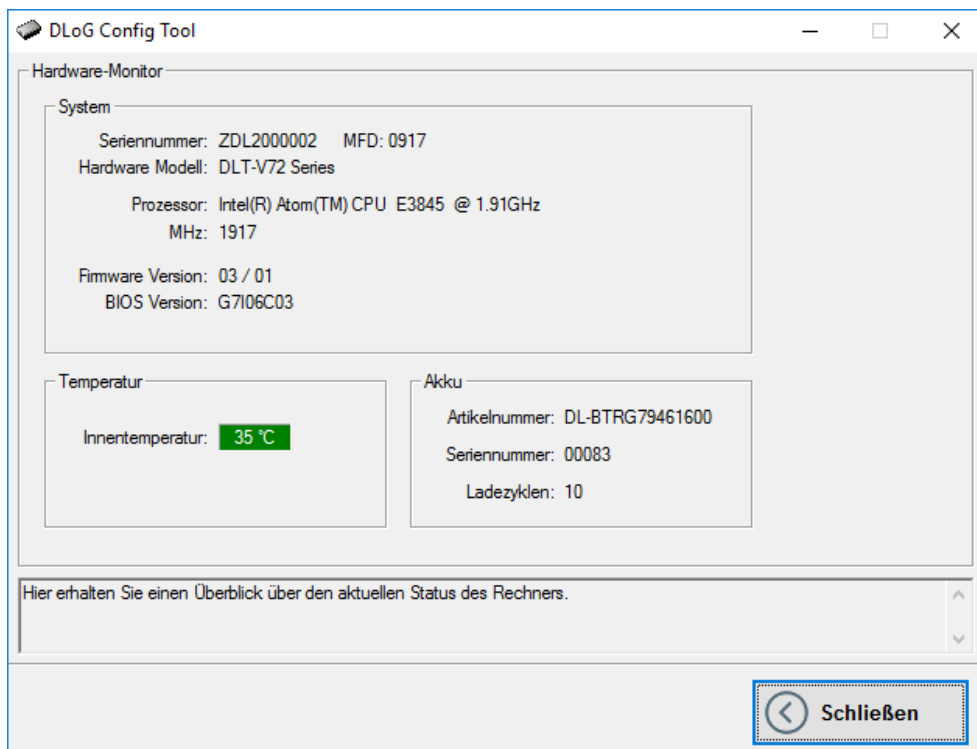 DLoG Config Tool
Hardware-Monitor
System
Seriennummer: ZDL2000002 MFD: 0917
Hardware Modell: DLT-V72 Series
Prozessor: Intel(R) Atom(TM) CPU E3845 @ 1.91GHz
MHz: 1917
Firmware Version: 03 / 01
BIOS Version: G7I06C03
Temperatur
Innentemperatur: 35 °C
Akku
Artikelnummer: DL-BTRG79461600
Seriennummer: 00083
Ladezyklen: 10
Hier erhalten Sie einen Überblick über den aktuellen Status des Rechners.
Schließen